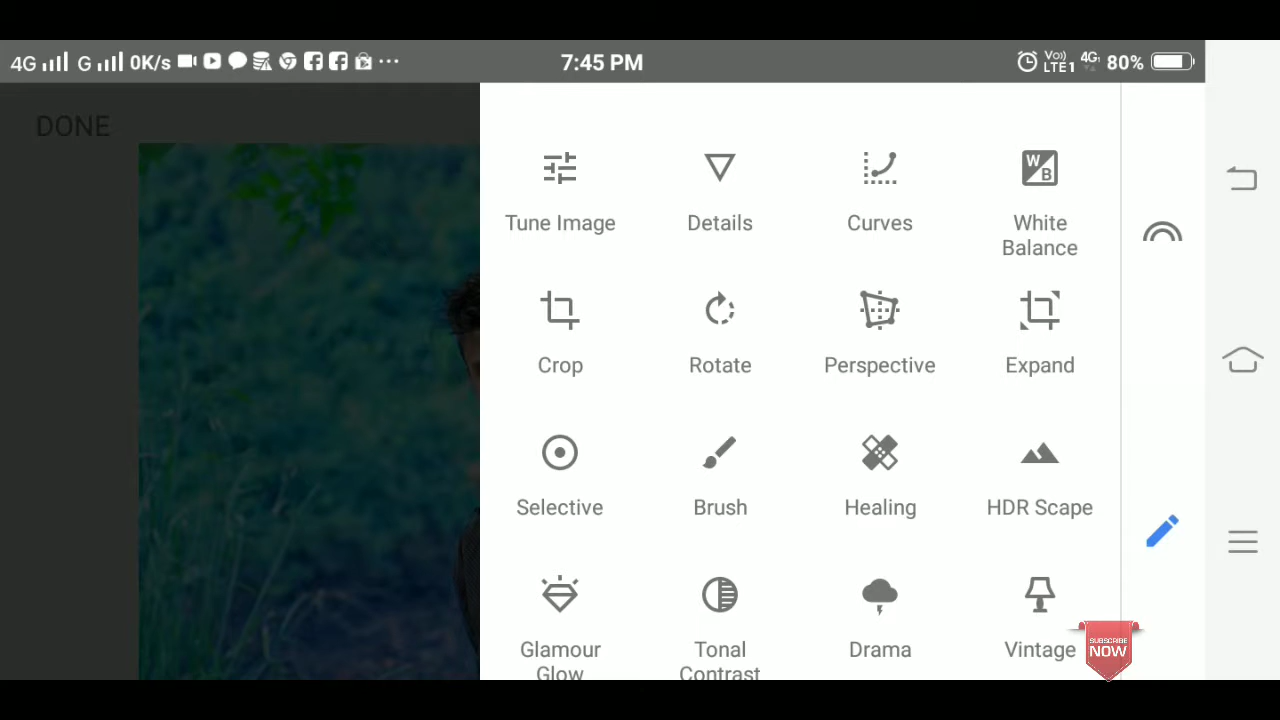 4G G 0K/s 7:45 PM Vo) LTE1 4G 80%
DONE
Tune Image Details Curves White Balance
Crop Rotate Perspective Expand
Selective Brush Healing HDR Scape
Glamour Glow Tonal Contrast Drama Vintage
SUBSCRIBE
NOW